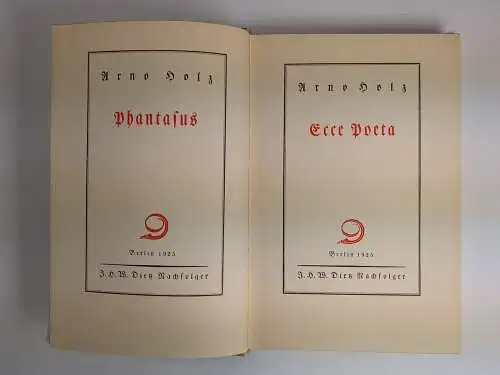 Arno Holz
Phantasus
Berlin 1925
J.H.W. Dietz Nachfolger
Arno Holz
Ecce Poeta
Berlin 1925
J.H.W. Dietz Nachfolger